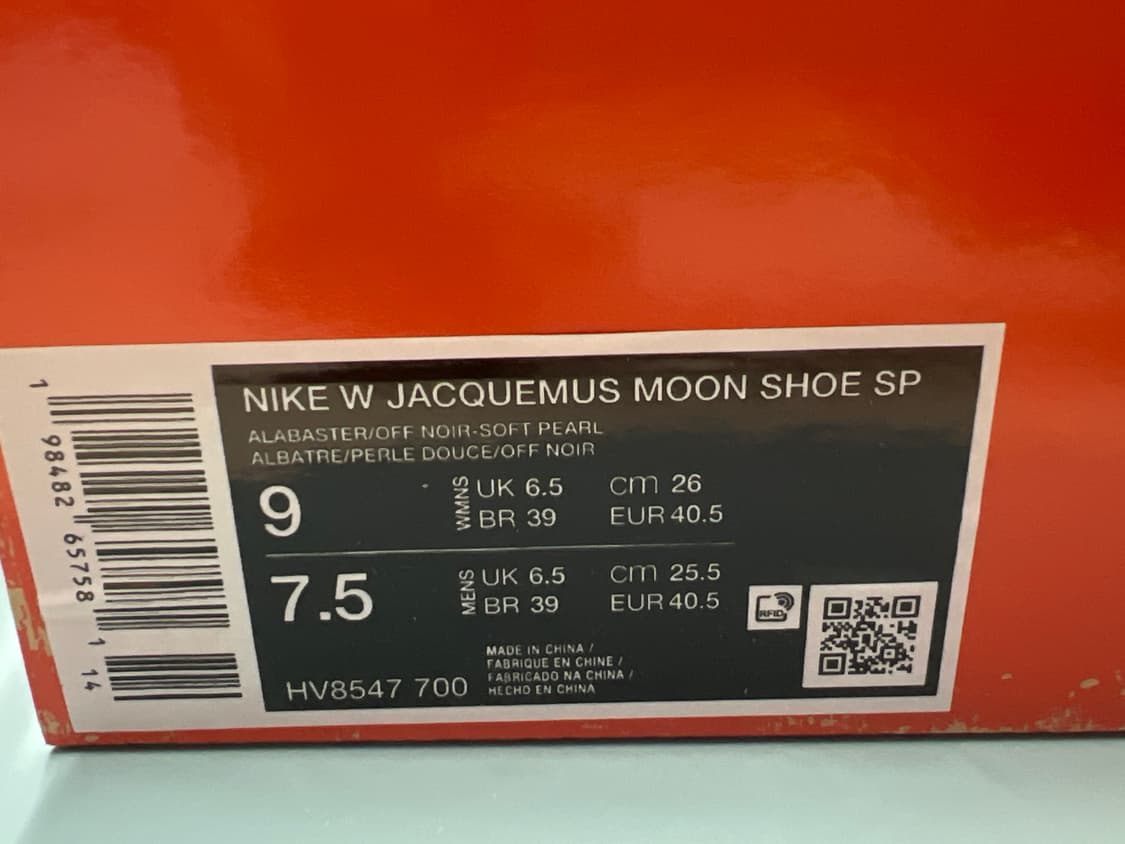 NIKE W JACQUEMUS MOON SHOE SP
ALABASTER/OFF NOIR-SOFT PEARL
ALBATRE/PERLE DOUCE/OFF NOIR
9
WMNS
UK 6.5 cm 26
BR 39 EUR 40.5
7.5
MENS
UK 6.5 cm 25.5
BR 39 EUR 40.5
RFID
MADE IN CHINA /
FABRIQUE EN CHINE /
FABRICADO NA CHINA /
HECHO EN CHINA
HV8547 700
1 98482 65758 1 14